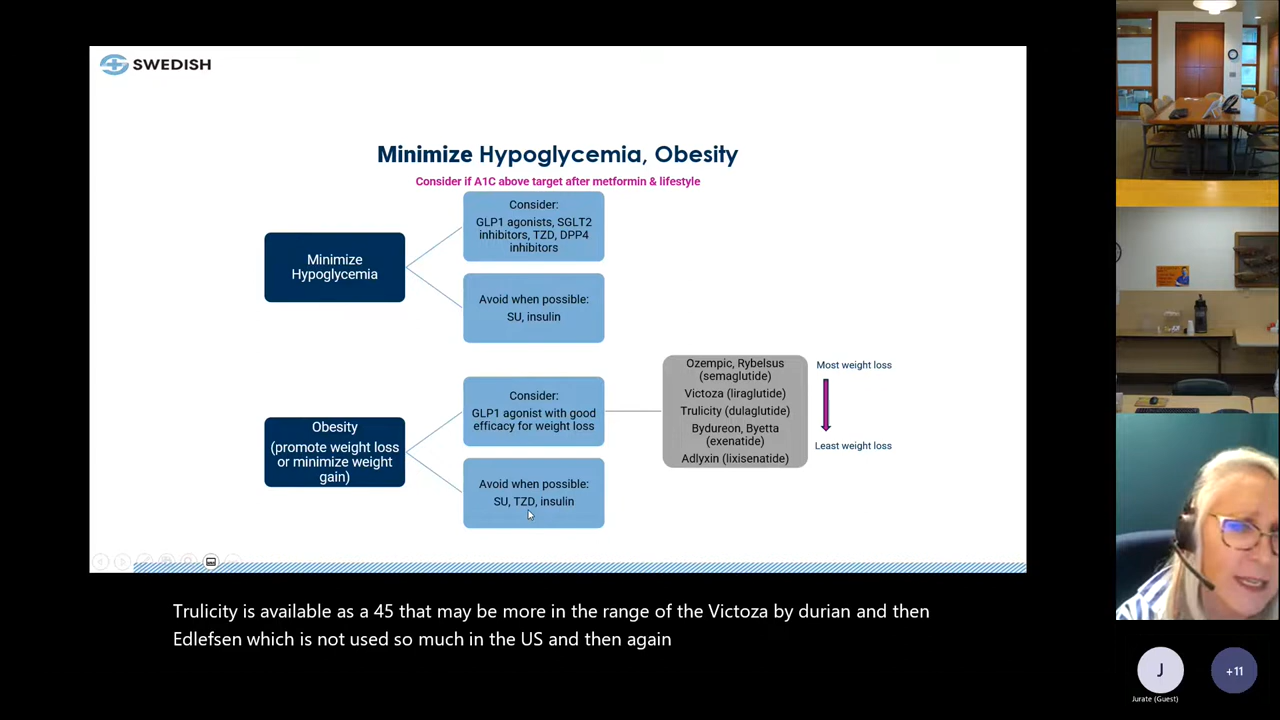 SWEDISH
Minimize Hypoglycemia, Obesity
Consider if A1C above target after metformin & lifestyle
Minimize
Hypoglycemia
Consider:
GLP1 agonists, SGLT2
inhibitors, TZD, DPP4
inhibitors
Avoid when possible:
SU, insulin
Obesity
(promote weight loss
or minimize weight
gain)
Consider:
GLP1 agonist with good
efficacy for weight loss
Avoid when possible:
SU, TZD, insulin
Ozempic, Rybelsus
(semaglutide)
Victoza (liraglutide)
Trulicity (dulaglutide)
Bydureon, Byetta
(exenatide)
Adlyxin (lixisenatide)
Most weight loss
Least weight loss
Trulicity is available as a 45 that may be more in the range of the Victoza by durian and then
Edlefsen which is not used so much in the US and then again
J
Jurate (Guest)
+11